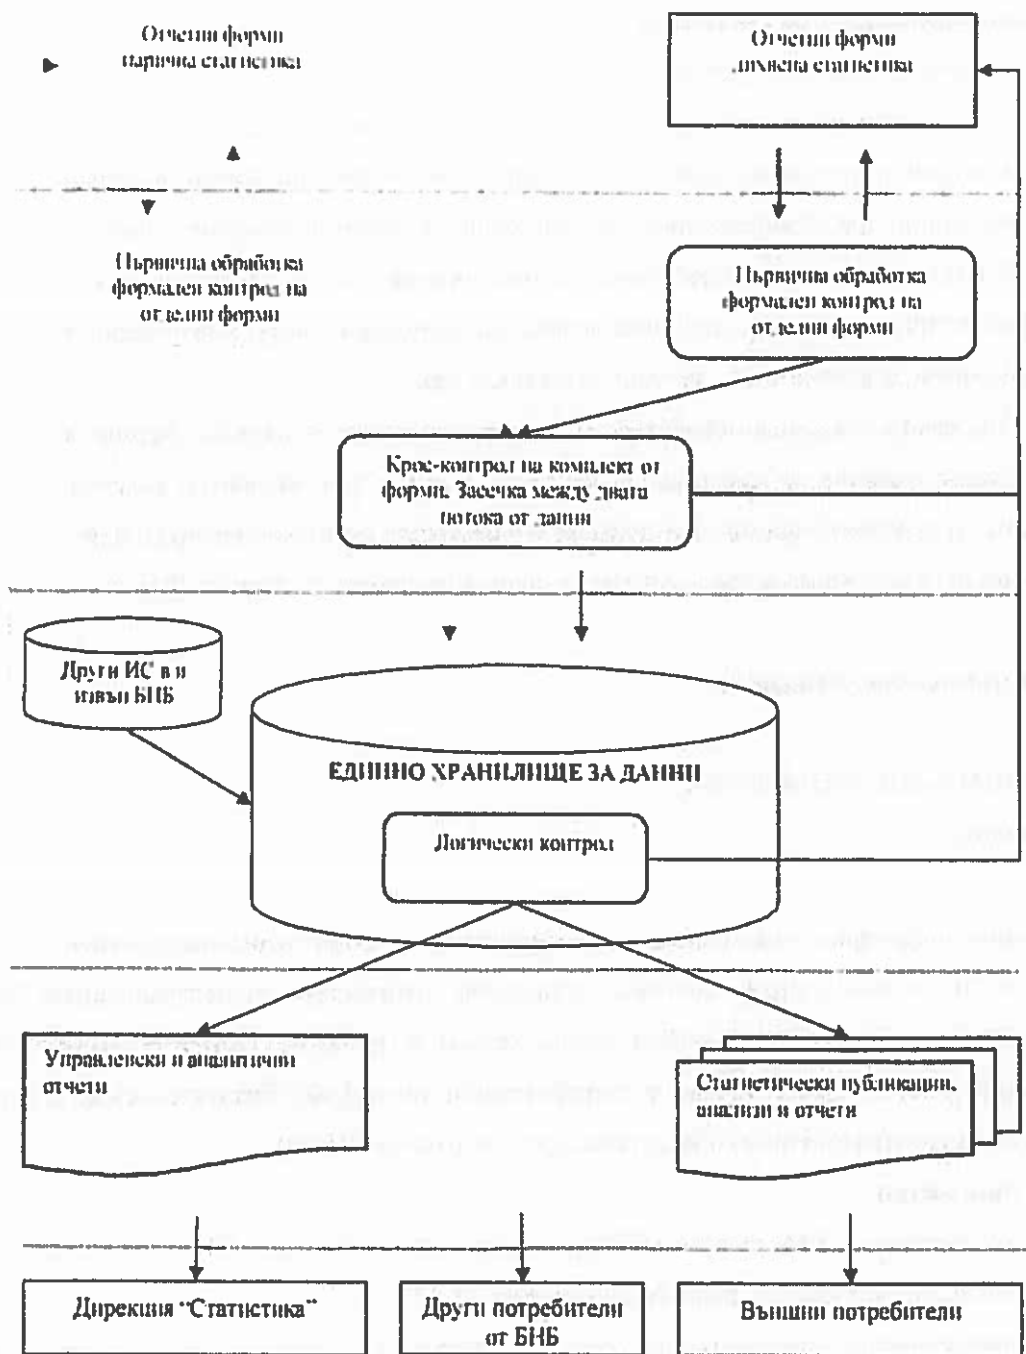 Отчетни форми
парична статистика
Отчетни форми
лихвена статистика
Първична обработка
формален контрол на
отделни форми
Първична обработка
формален контрол на
отделни форми
Крос-контрол на комплект от
форми. Засечка между двата
потока от данни
Други ИС в и
извън БНБ
ЕДИННО ХРАНИЛИЩЕ ЗА ДАННИ
Логически контрол
Управленски и аналитични
отчети
Статистически публикации,
анализи и отчети
Дирекция "Статистика"
Други потребители
от БНБ
Външни потребители